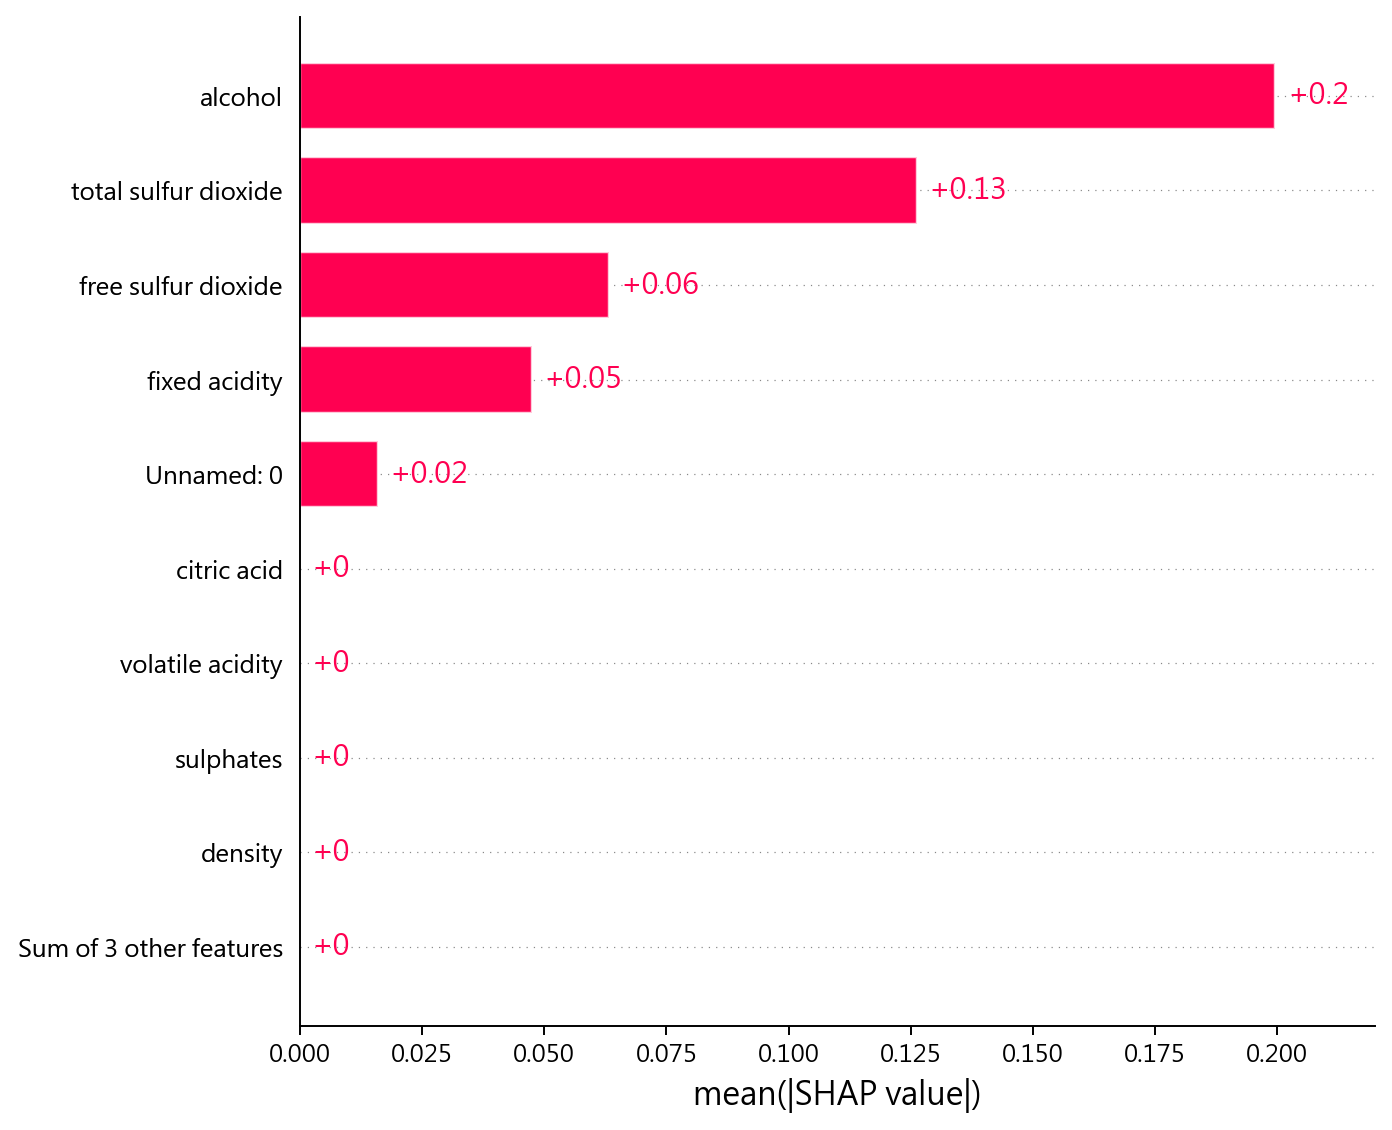 alcohol +0.2
total sulfur dioxide +0.13
free sulfur dioxide +0.06
fixed acidity +0.05
Unnamed: 0 +0.02
citric acid +0
volatile acidity +0
sulphates +0
density +0
Sum of 3 other features +0
0.000 0.025 0.050 0.075 0.100 0.125 0.150 0.175 0.200
mean(|SHAP value|)